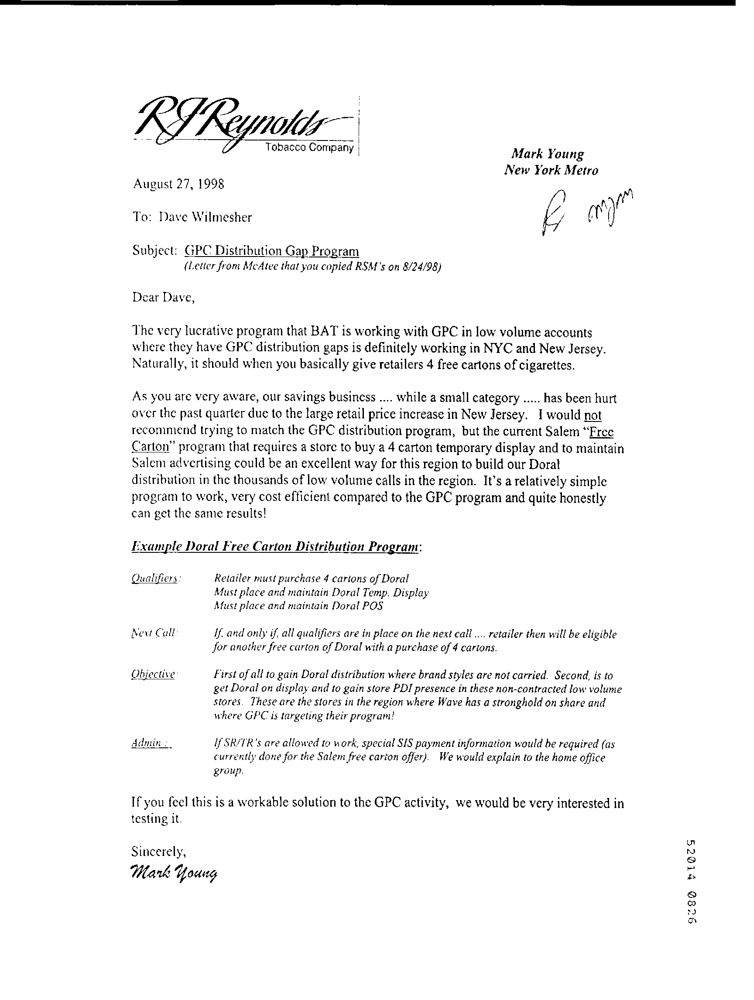 RJReynolds
Tobacco Company
Mark Young
New York Metro
August 27, 1998
mjm
To: Dave Wilmesher
Subject: GPC Distribution Gap Program
(Letter from McAtee that you copied RSM's on 8/24/98)
Dear Dave,
The very lucrative program that BAT is working with GPC in low volume accounts
where they have GPC distribution gaps is definitely working in NYC and New Jersey.
Naturally, it should when you basically give retailers 4 free cartons of cigarettes.
As you are very aware, our savings business .... while a small category ..... has been hurt
over the past quarter due to the large retail price increase in New Jersey. I would not
recommend trying to match the GPC distribution program, but the current Salem “Free
Carton” program that requires a store to buy a 4 carton temporary display and to maintain
Salem advertising could be an excellent way for this region to build our Doral
distribution in the thousands of low volume calls in the region. It's a relatively simple
program to work, very cost efficient compared to the GPC program and quite honestly
can get the same results!
Example Doral Free Carton Distribution Program:
Qualifiers: Retailer must purchase 4 cartons of Doral
Must place and maintain Doral Temp. Display
Must place and maintain Doral POS
Next Call: If, and only if, all qualifiers are in place on the next call .... retailer then will be eligible
for another free carton of Doral with a purchase of 4 cartons.
Objective: First of all to gain Doral distribution where brand styles are not carried. Second, is to
get Doral on display and to gain store PDI presence in these non-contracted low volume
stores. These are the stores in the region where Wave has a stronghold on share and
where GPC is targeting their program!
Admin : If SR/TR's are allowed to work, special SIS payment information would be required (as
currently done for the Salem free carton offer). We would explain to the home office
group.
If you feel this is a workable solution to the GPC activity, we would be very interested in
testing it.
Sincerely,
Mark Young
52014 0826